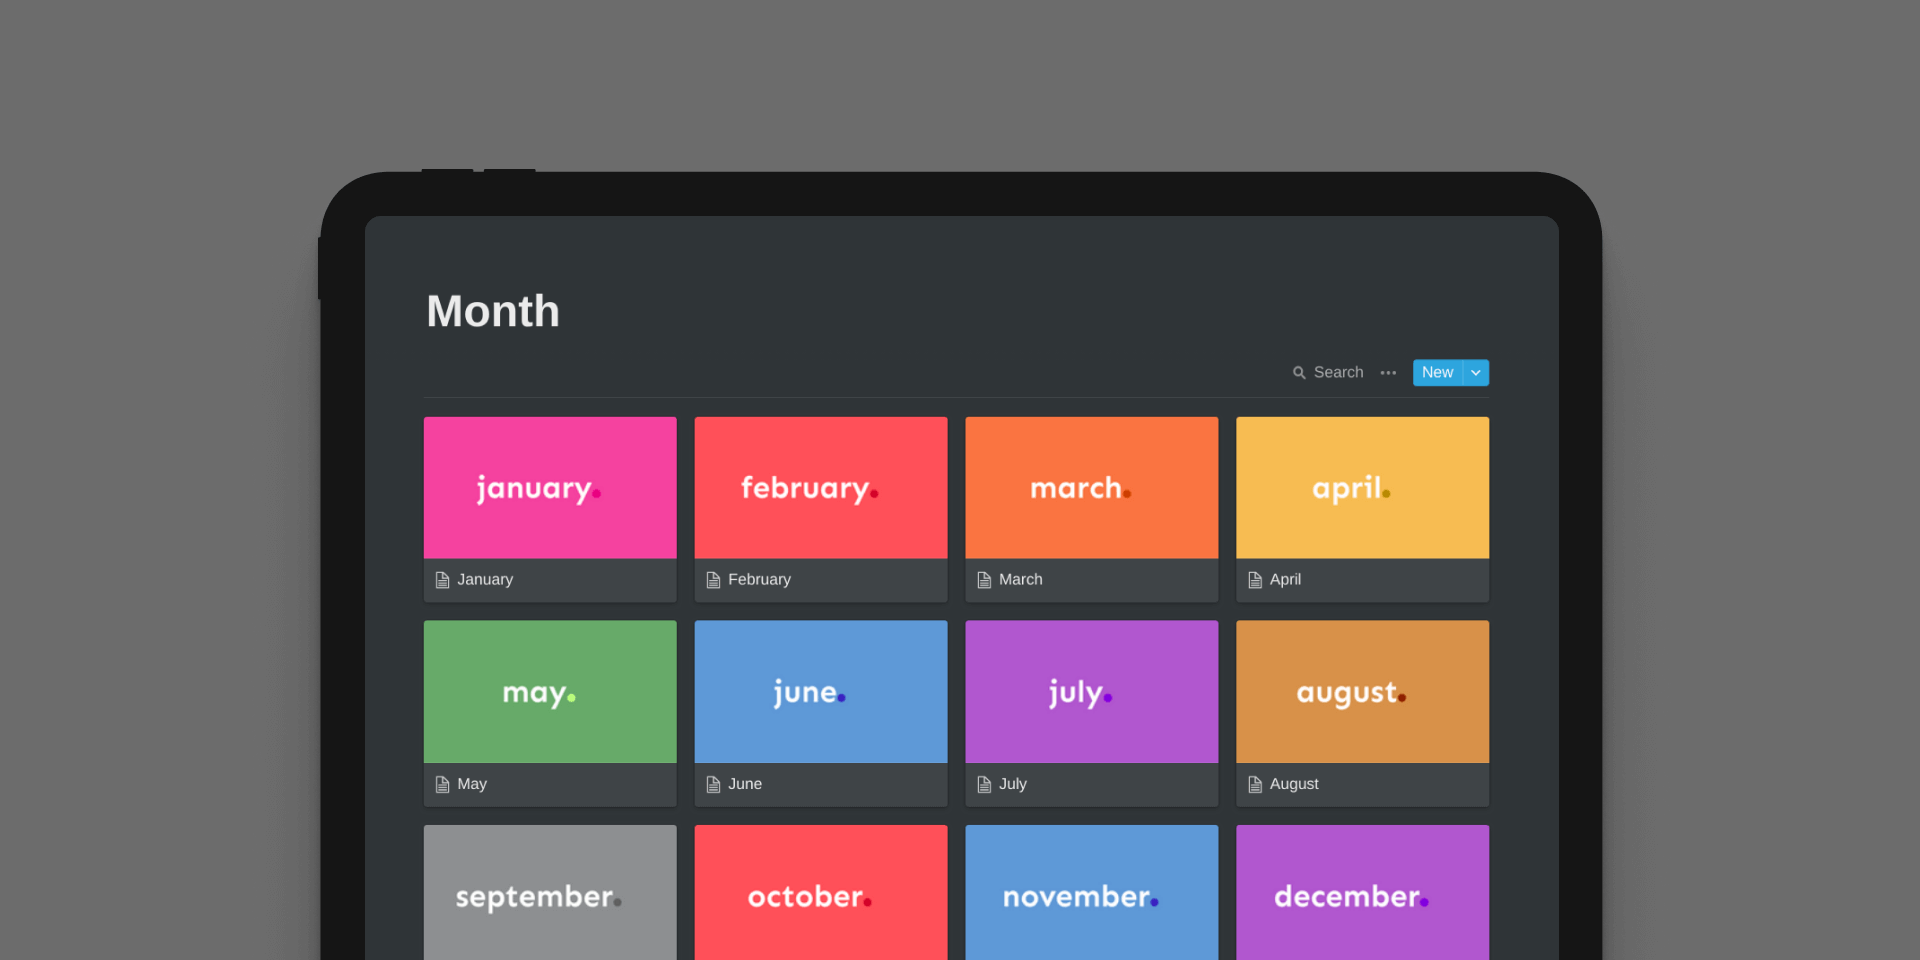 Month
Search ••• New
january. february. march. april.
January February March April
may. june. july. august.
May June July August
september. october. november. december.